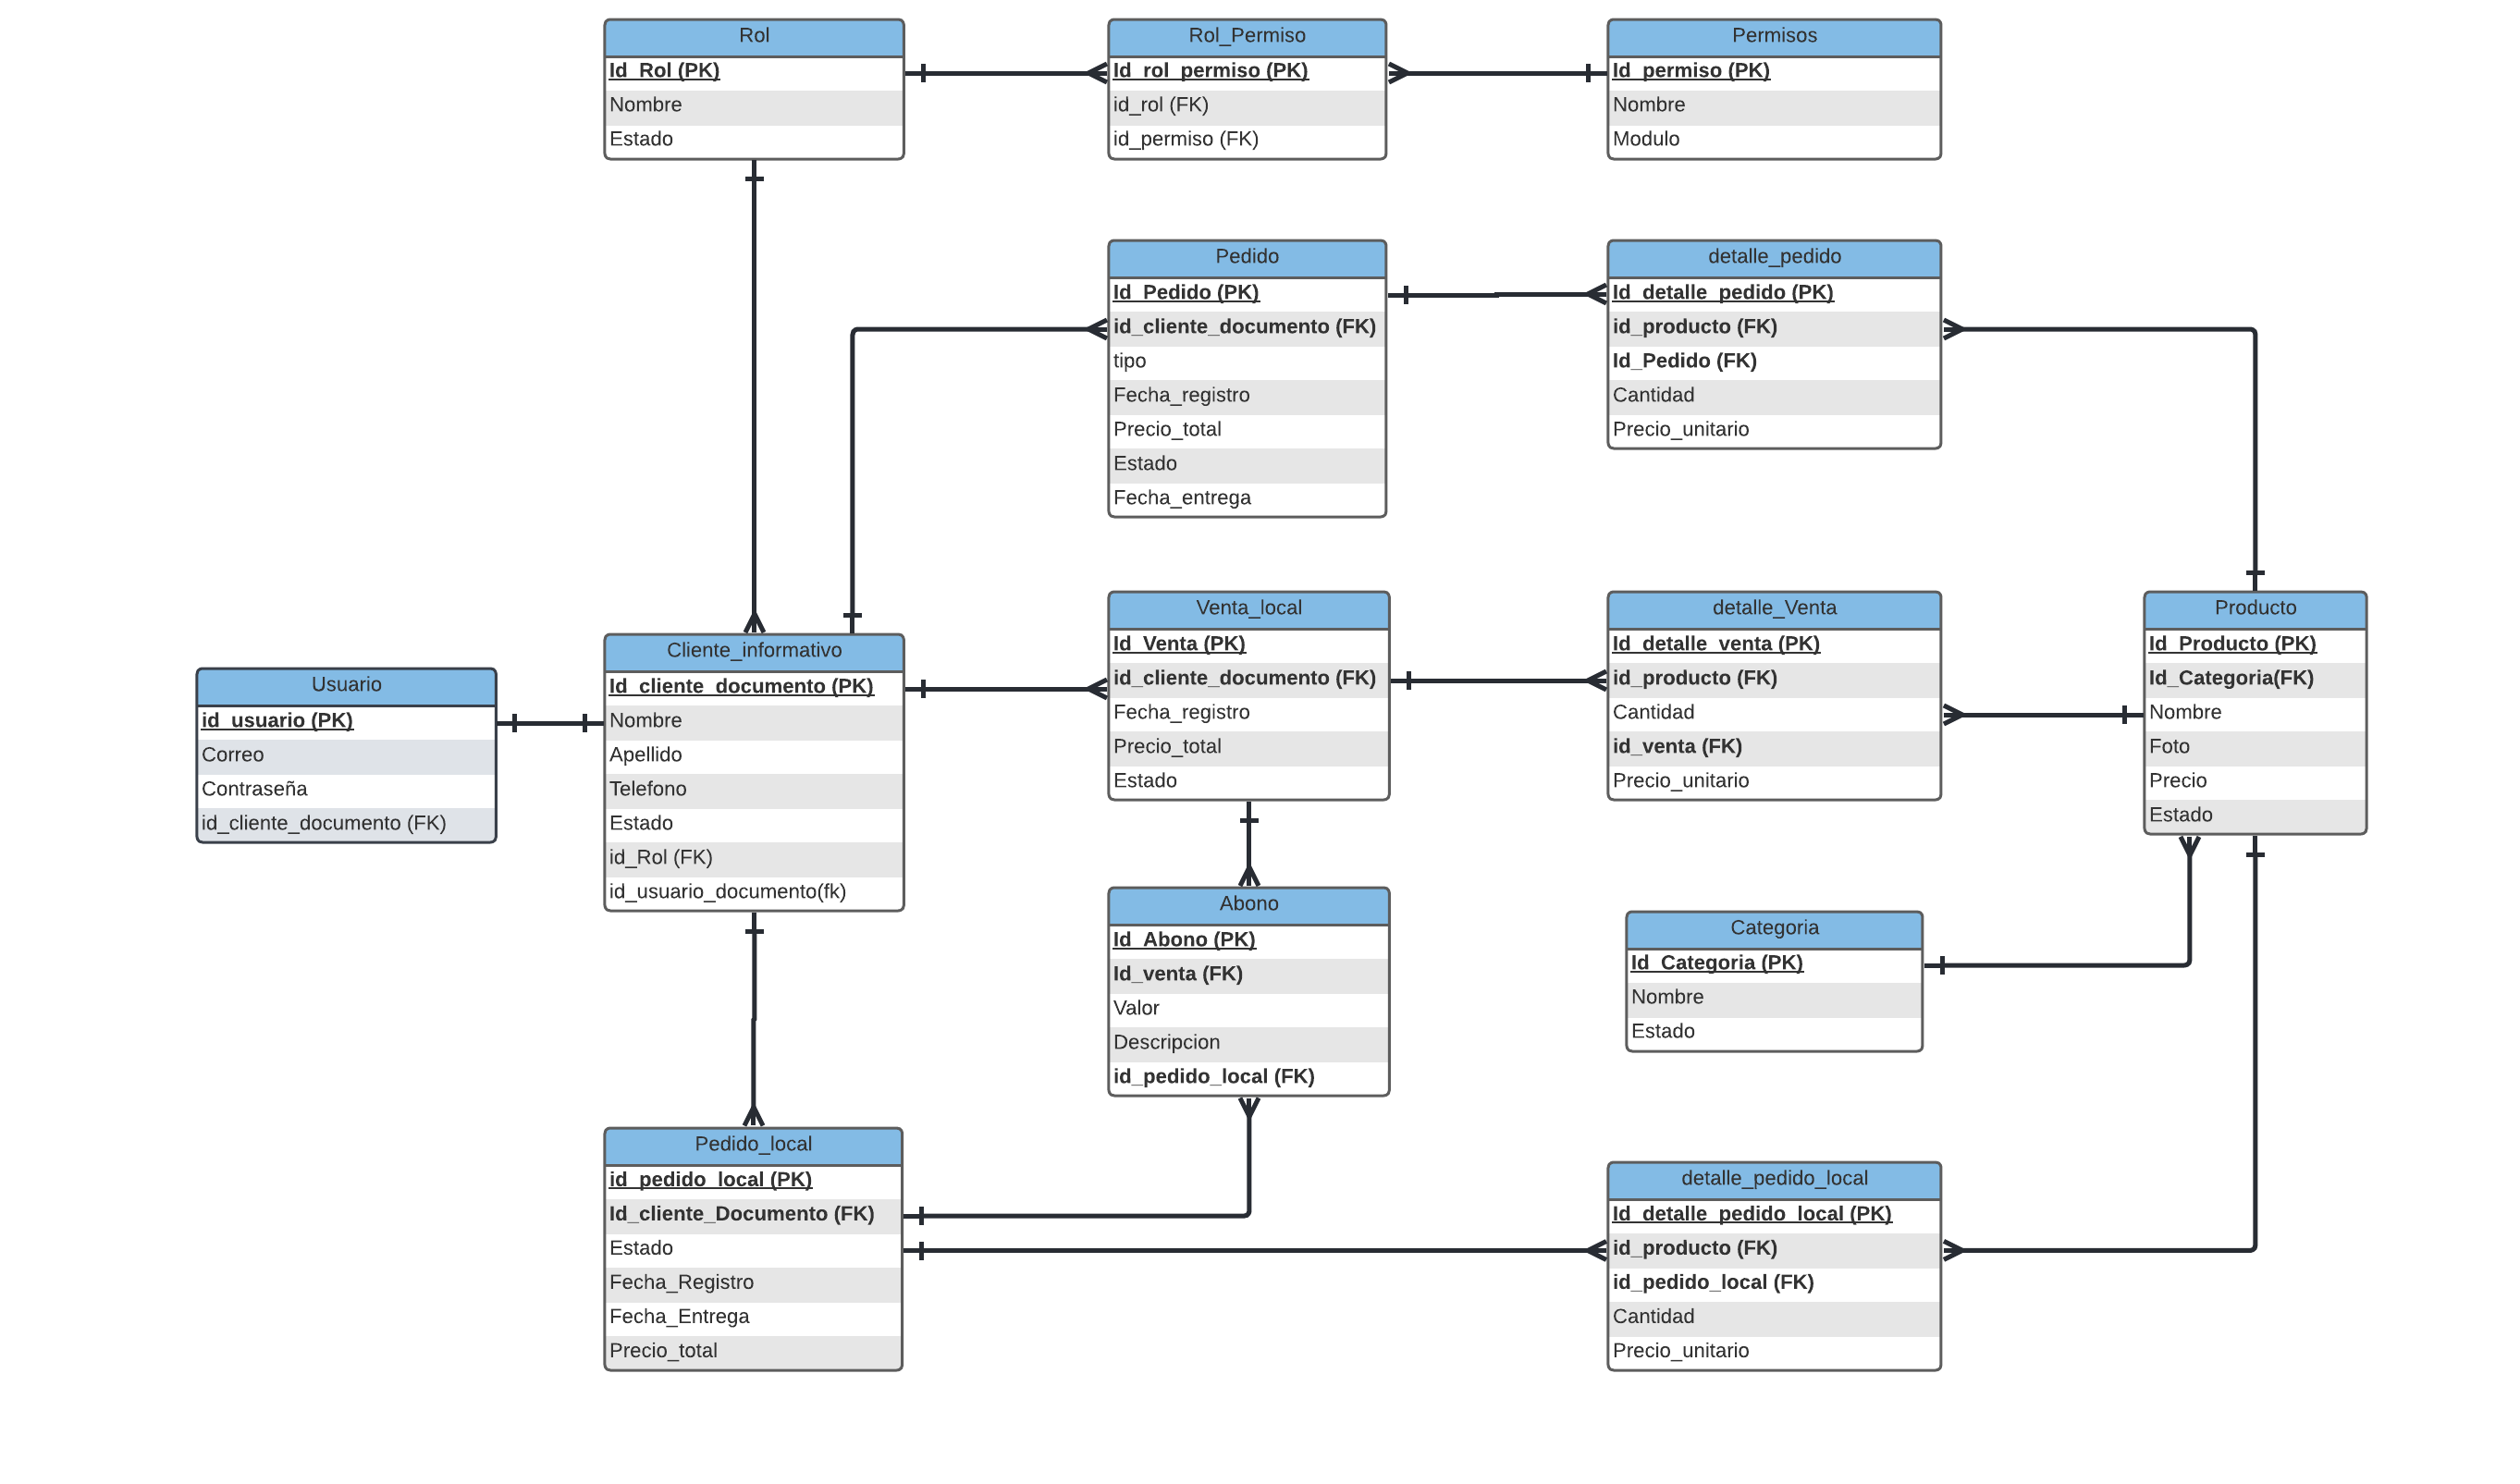 Rol
Id_Rol (PK)
Nombre
Estado
Rol_Permiso
Id_rol_permiso (PK)
id_rol (FK)
id_permiso (FK)
Permisos
Id_permiso (PK)
Nombre
Modulo
Pedido
Id_Pedido (PK)
id_cliente_documento (FK)
tipo
Fecha_registro
Precio_total
Estado
Fecha_entrega
detalle_pedido
Id_detalle_pedido (PK)
id_producto (FK)
Id_Pedido (FK)
Cantidad
Precio_unitario
Usuario
id_usuario (PK)
Correo
Contraseña
id_cliente_documento (FK)
Cliente_informativo
Id_cliente_documento (PK)
Nombre
Apellido
Telefono
Estado
id_Rol (FK)
id_usuario_documento(fk)
Venta_local
Id_Venta (PK)
id_cliente_documento (FK)
Fecha_registro
Precio_total
Estado
detalle_Venta
Id_detalle_venta (PK)
id_producto (FK)
Cantidad
id_venta (FK)
Precio_unitario
Producto
Id_Producto (PK)
Id_Categoria(FK)
Nombre
Foto
Precio
Estado
Abono
Id_Abono (PK)
Id_venta (FK)
Valor
Descripcion
id_pedido_local (FK)
Categoria
Id_Categoria (PK)
Nombre
Estado
Pedido_local
id_pedido_local (PK)
Id_cliente_Documento (FK)
Estado
Fecha_Registro
Fecha_Entrega
Precio_total
detalle_pedido_local
Id_detalle_pedido_local (PK)
id_producto (FK)
id_pedido_local (FK)
Cantidad
Precio_unitario